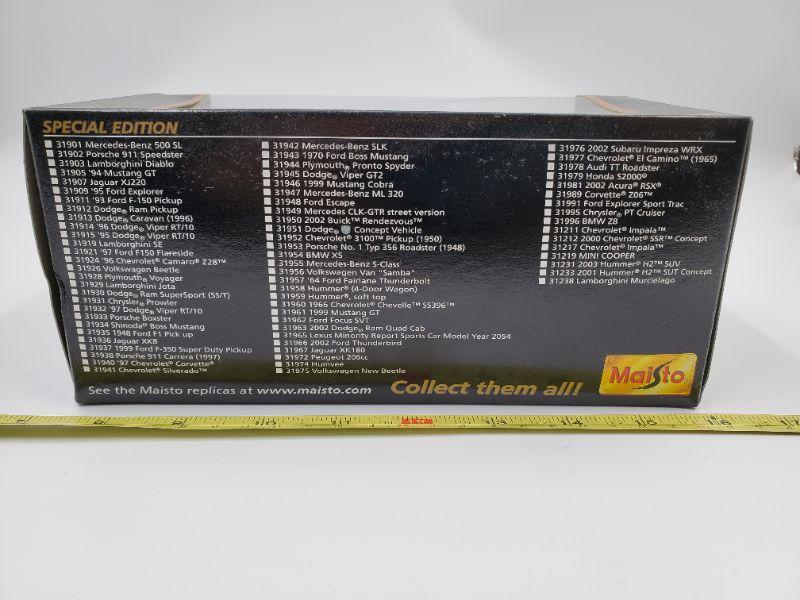 SPECIAL EDITION
31901 Mercedes-Benz 500 SL
31902 Porsche 911 Speedster
31903 Lamborghini Diablo
31905 '94 Mustang GT
31907 Jaguar XJ220
31909 '95 Ford Explorer
31911 '93 Ford F-150 Pickup
31912 Dodge® Ram Pickup
31913 Dodge® Caravan (1996)
31914 '96 Dodge® Viper RT/10
31915 '95 Dodge® Viper RT/10
31919 Lamborghini SE
31921 '97 Ford F150 Flareside
31924 '96 Chevrolet® Camaro® Z28™
31926 Volkswagen Beetle
31928 Plymouth® Voyager
31929 Lamborghini Jota
31930 Dodge® Ram SuperSport (SS/T)
31931 Chrysler® Prowler
31932 '97 Dodge® Viper RT/10
31933 Porsche Boxster
31934 Shinoda® Boss Mustang
31935 1948 Ford F1 Pick up
31936 Jaguar XK8
31937 1999 Ford F-350 Super Duty Pickup
31938 Porsche 911 Carrera (1997)
31940 '97 Chevrolet® Corvette®
31941 Chevrolet® Silverado™
31942 Mercedes-Benz SLK
31943 1970 Ford Boss Mustang
31944 Plymouth® Pronto Spyder
31945 Dodge® Viper GT2
31946 1999 Mustang Cobra
31947 Mercedes-Benz ML 320
31948 Ford Escape
31949 Mercedes CLK-GTR street version
31950 2002 Buick™ Rendezvous™
31951 Dodge® Concept Vehicle
31952 Chevrolet® 3100™ Pickup (1950)
31953 Porsche No. 1 Typ 356 Roadster (1948)
31954 BMW X5
31955 Mercedes-Benz S-Class
31956 Volkswagen Van "Samba"
31957 '64 Ford Fairlane Thunderbolt
31958 Hummer® (4-Door Wagon)
31959 Hummer®, soft top
31960 1966 Chevrolet® Chevelle™ SS396™
31961 1999 Mustang GT
31962 Ford Focus SVT
31963 2002 Dodge® Ram Quad Cab
31965 Lexus Minority Report Sports Car Model Year 2054
31966 2002 Ford Thunderbird
31967 Jaguar XK180
31972 Peugeot 206cc
31974 Humvee
31975 Volkswagen New Beetle
31976 2002 Subaru Impreza WRX
31977 Chevrolet® El Camino™ (1965)
31978 Audi TT Roadster
31979 Honda S2000®
31981 2002 Acura® RSX®
31989 Corvette® Z06™
31991 Ford Explorer Sport Trac
31995 Chrysler® PT Cruiser
31996 BMW Z8
31211 Chevrolet® Impala™
31212 2000 Chevrolet® SSR™ Concept
31217 Chevrolet® Impala™
31219 MINI COOPER
31231 2003 Hummer® H2™ SUV
31233 2001 Hummer® H2™ SUT Concept
31238 Lamborghini Murciélago
See the Maisto replicas at www.maisto.com
Collect them all!
Maisto